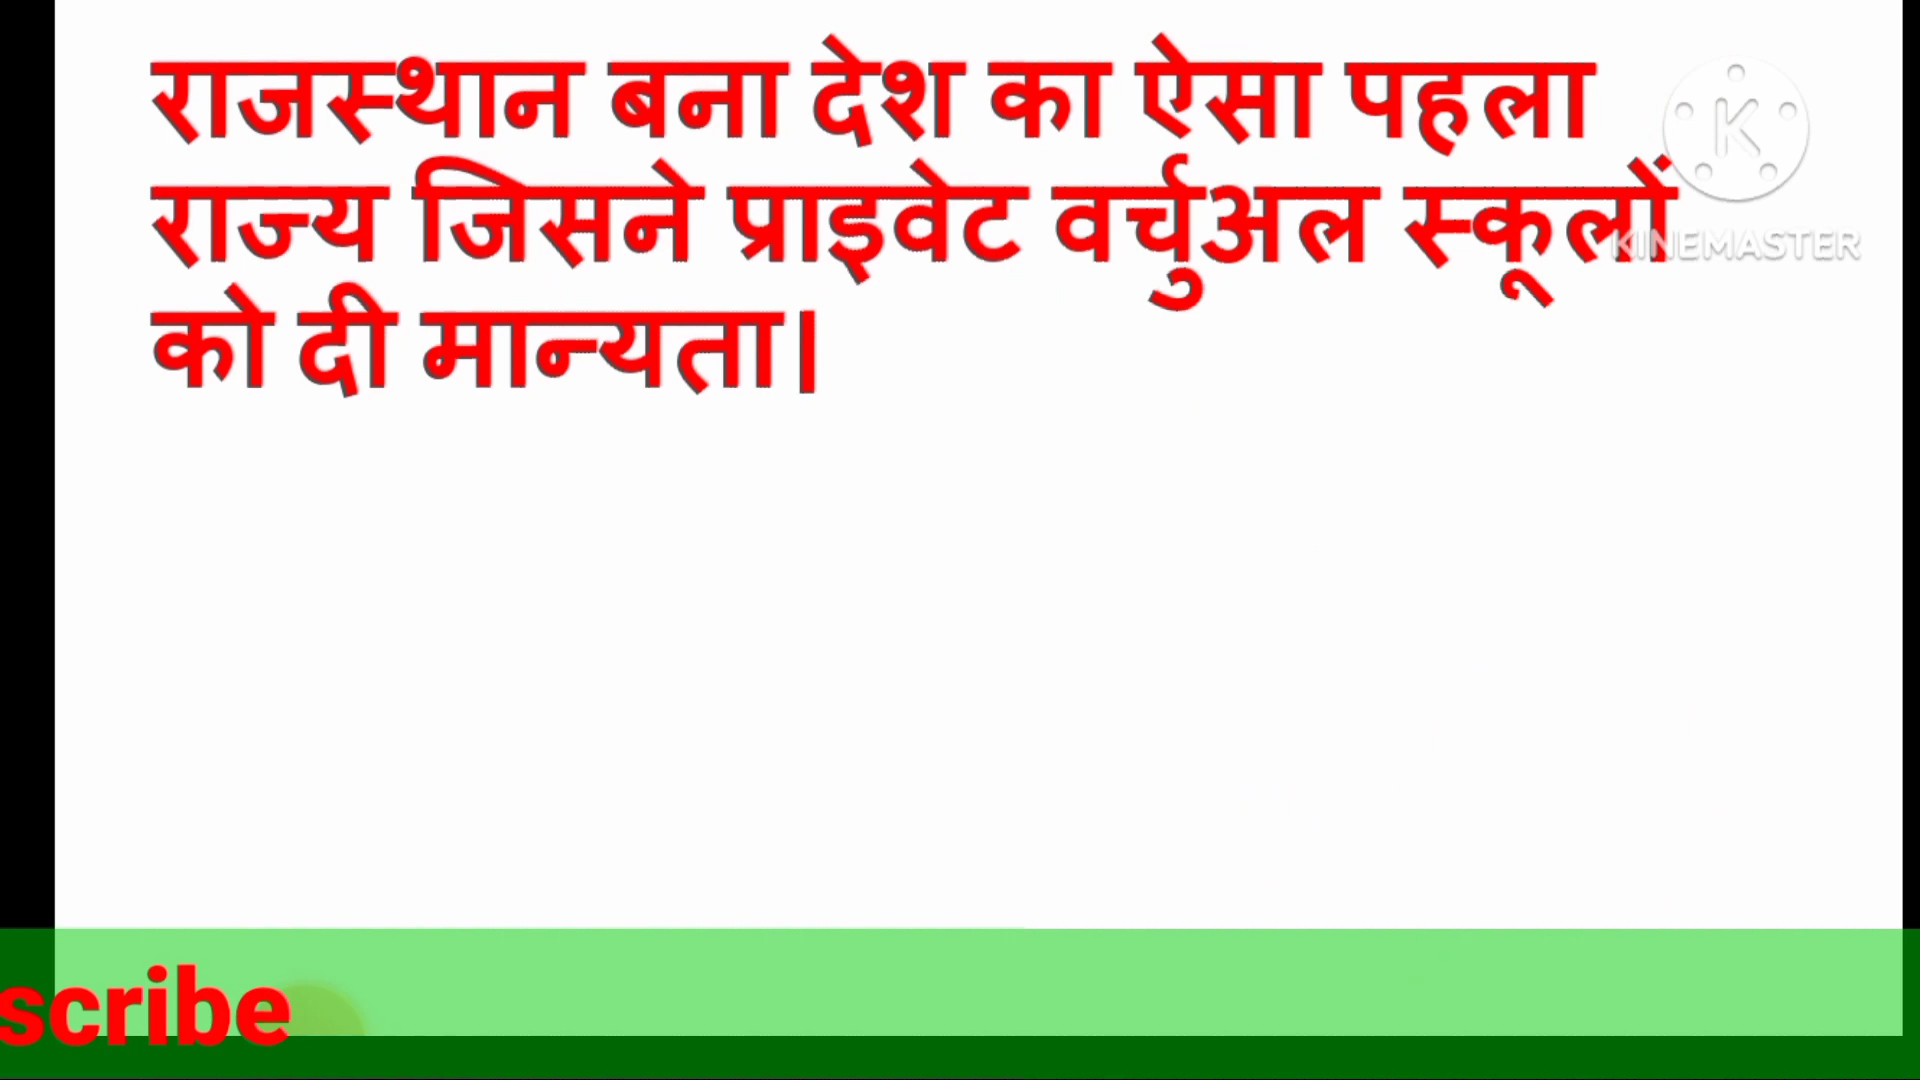 राजस्थान बना देश का ऐसा पहला
राज्य जिसने प्राइवेट वर्चुअल स्कूलों
को दी मान्यता।
K
KINEMASTER
scribe